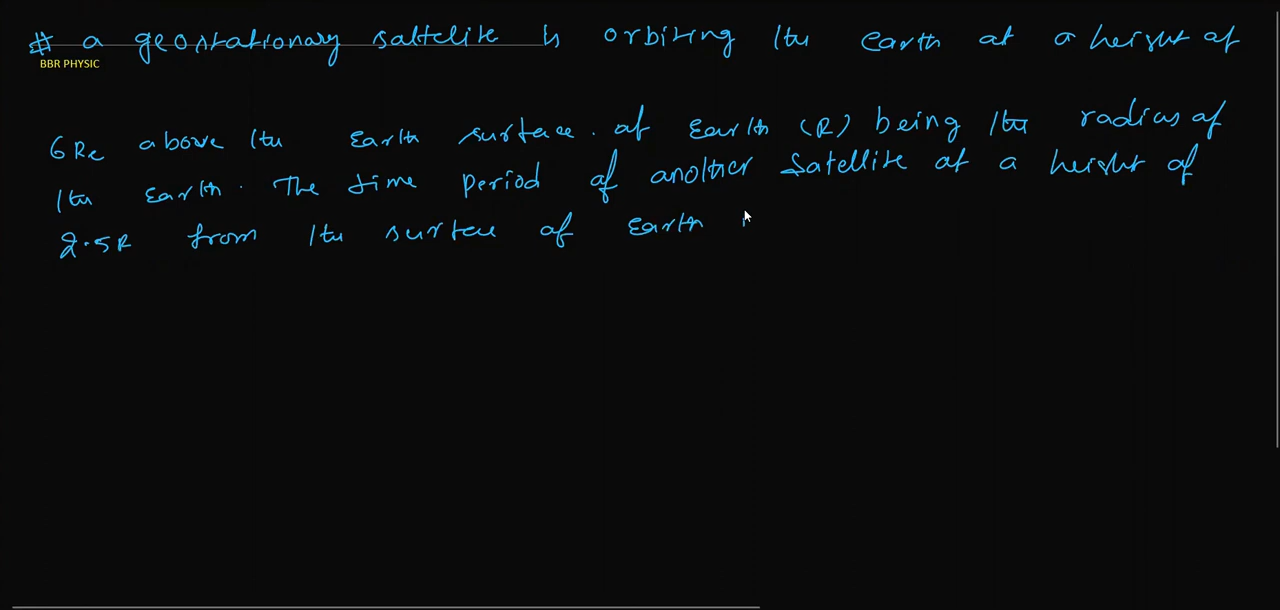 # a geostationary saltelite is orbiting the earth at a height of
BBR PHYSIC
6Re above the Earth surface. of Earth (R) being the radius of
the Earth. The time period of another Satellite at a height of
2.5R from the surface of Earth